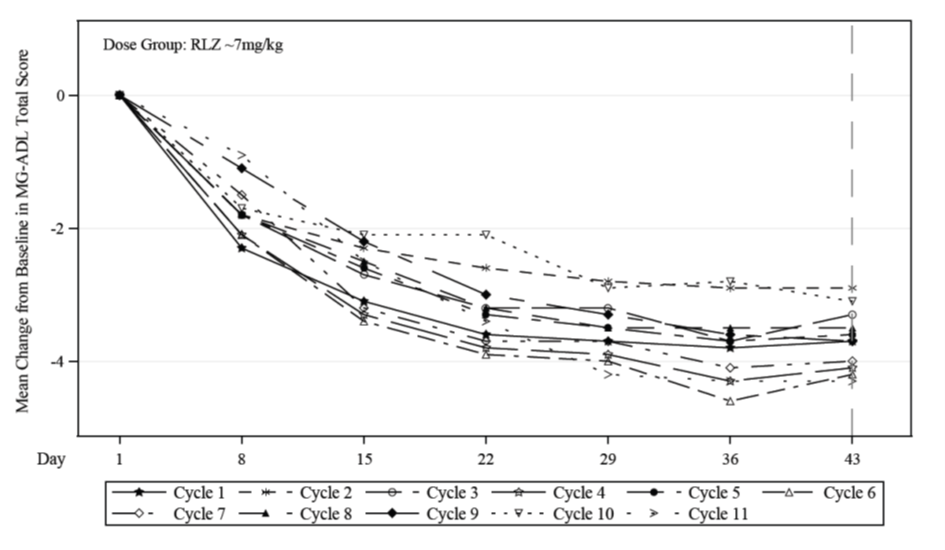 Dose Group: RLZ ~7mg/kg
Mean Change from Baseline in MG-ADL Total Score
0
-2
-4
Day 1 8 15 22 29 36 43
Cycle 1 Cycle 2 Cycle 3 Cycle 4 Cycle 5 Cycle 6
Cycle 7 Cycle 8 Cycle 9 Cycle 10 Cycle 11